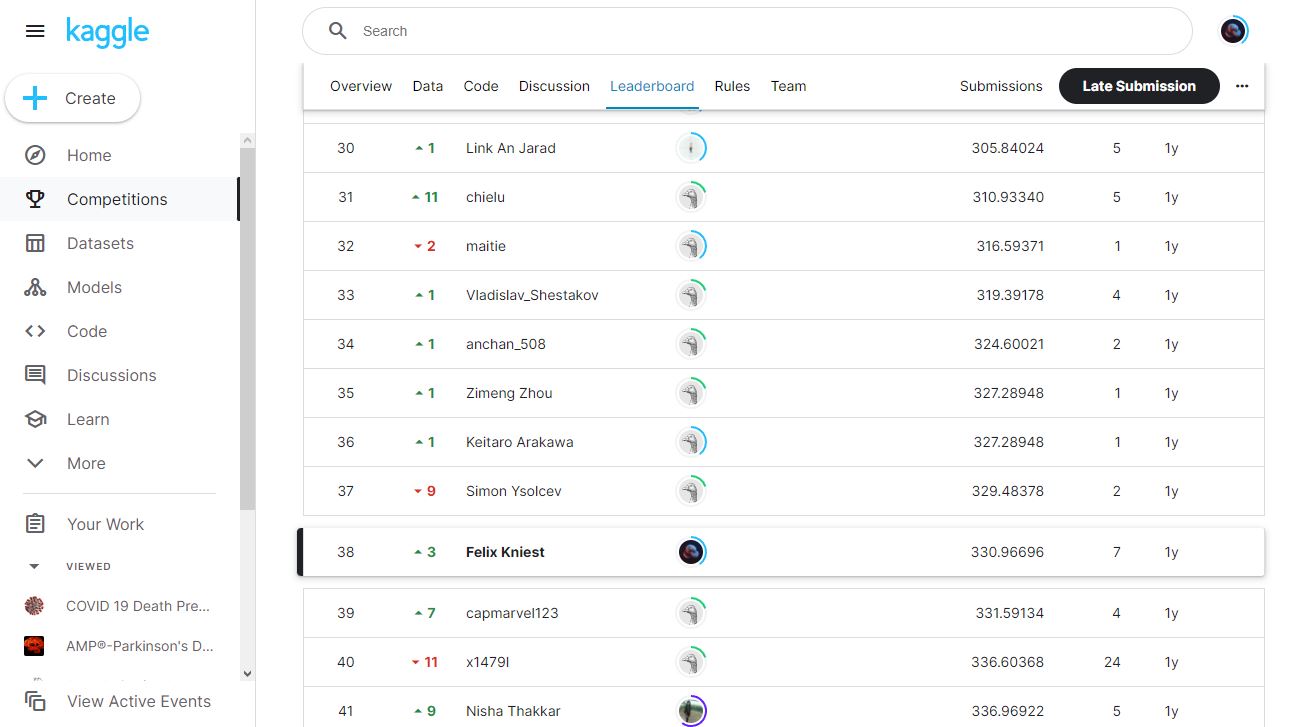 kaggle
Search
Create
Home
Competitions
Datasets
Models
Code
Discussions
Learn
More
Your Work
VIEWED
COVID 19 Death Pre...
AMP®-Parkinson's D...
View Active Events
Overview Data Code Discussion Leaderboard Rules Team Submissions Late Submission
30 1 Link An Jarad 305.84024 5 1y
31 11 chielu 310.93340 5 1y
32 2 maitie 316.59371 1 1y
33 1 Vladislav_Shestakov 319.39178 4 1y
34 1 anchan_508 324.60021 2 1y
35 1 Zimeng Zhou 327.28948 1 1y
36 1 Keitaro Arakawa 327.28948 1 1y
37 9 Simon Ysolcev 329.48378 2 1y
38 3 Felix Kniest 330.96696 7 1y
39 7 capmarvel123 331.59134 4 1y
40 11 x1479l 336.60368 24 1y
41 9 Nisha Thakkar 336.96922 5 1y